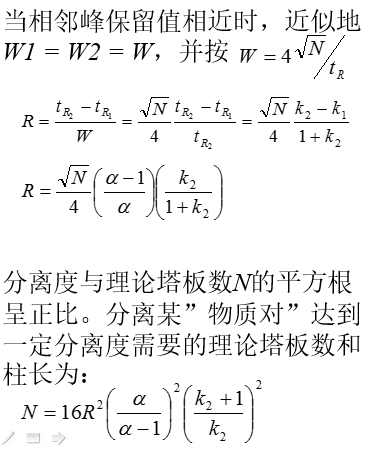 当相邻峰保留值相近时，近似地
W1 = W2 = W，并按 W = 4√N / t_R
R = (t_R₂ − t_R₁) / W = (√N / 4) (t_R₂ − t_R₁) / t_R₂ = (√N / 4) (k₂ − k₁) / (1 + k₂)
R = (√N / 4) ((α − 1) / α) (k₂ / (1 + k₂))
分离度与理论塔板数N的平方根
呈正比。分离某”物质对”达到
一定分离度需要的理论塔板数和
柱长为：
N = 16R² (α / (α − 1))² ((k₂ + 1) / k₂)²